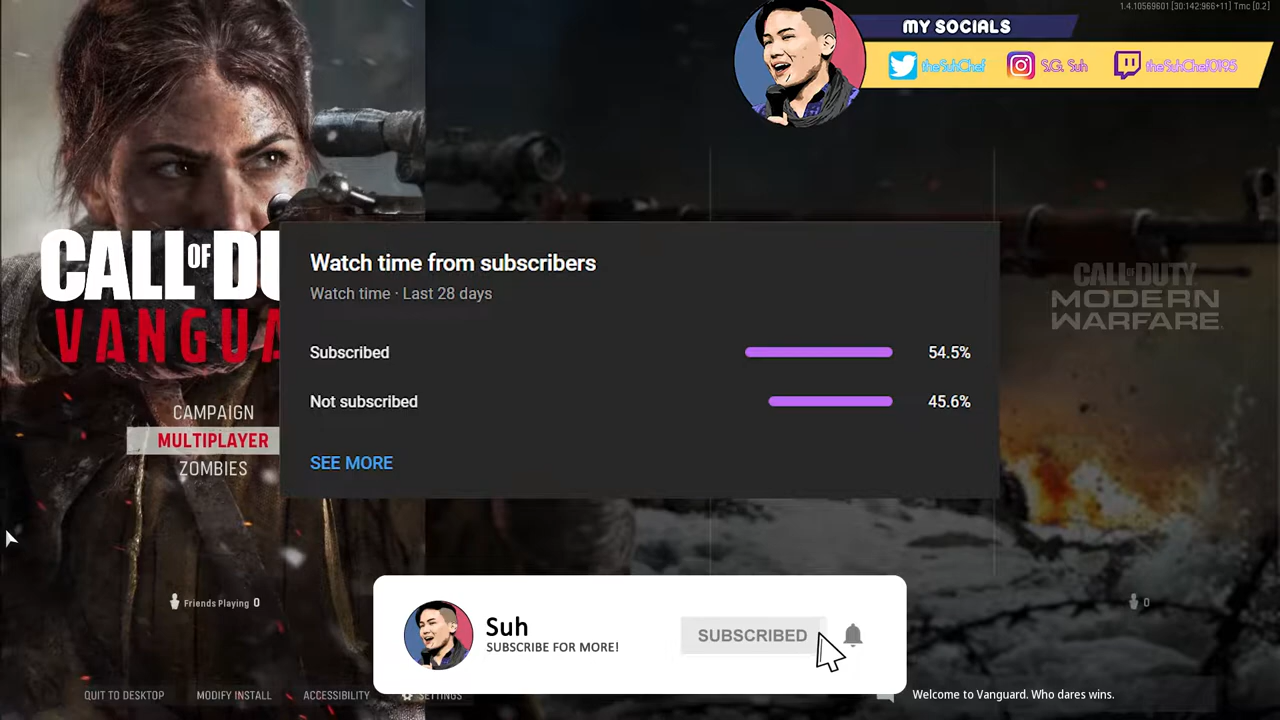 1.4.10569601 [30:142:966+11] Tmc [0.2]
MY SOCIALS
theSuhChef
S.G. Suh
theSuhChef0195
CALL OF DU
VANGUA
CAMPAIGN
MULTIPLAYER
ZOMBIES
Friends Playing 0
Watch time from subscribers
Watch time · Last 28 days
Subscribed 54.5%
Not subscribed 45.6%
SEE MORE
CALL OF DUTY
MODERN
WARFARE
0
Suh
SUBSCRIBE FOR MORE!
SUBSCRIBED
QUIT TO DESKTOP
MODIFY INSTALL
ACCESSIBILITY
SETTINGS
Welcome to Vanguard. Who dares wins.